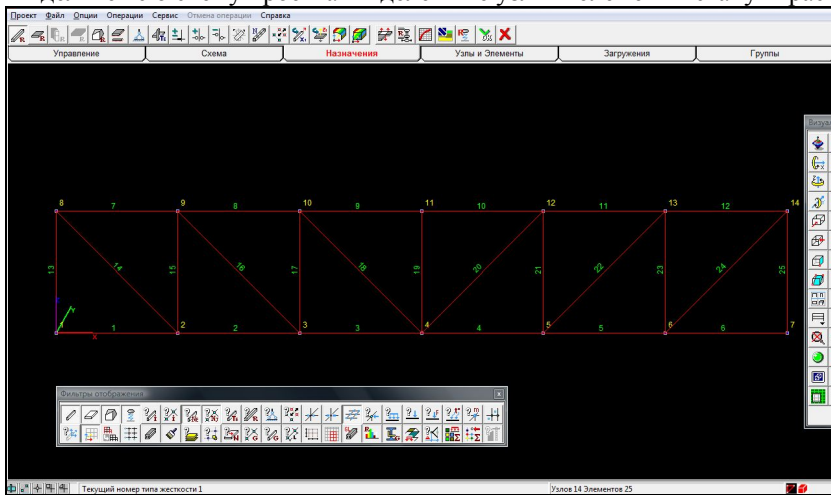 Проект Файл Опции Операции Сервис Отмена операции Справка
Управление Схема Назначения Узлы и Элементы Загружения Группы
8 7 9 8 10 9 11 10 12 11 13 12 14
13 14 15 16 17 18 19 20 21 22 23 24 25
1 1 2 2 3 3 4 4 5 5 6 6 7
X
Фильтры отображения
Текущий номер типа жесткости 1 Узлов 14 Элементов 25